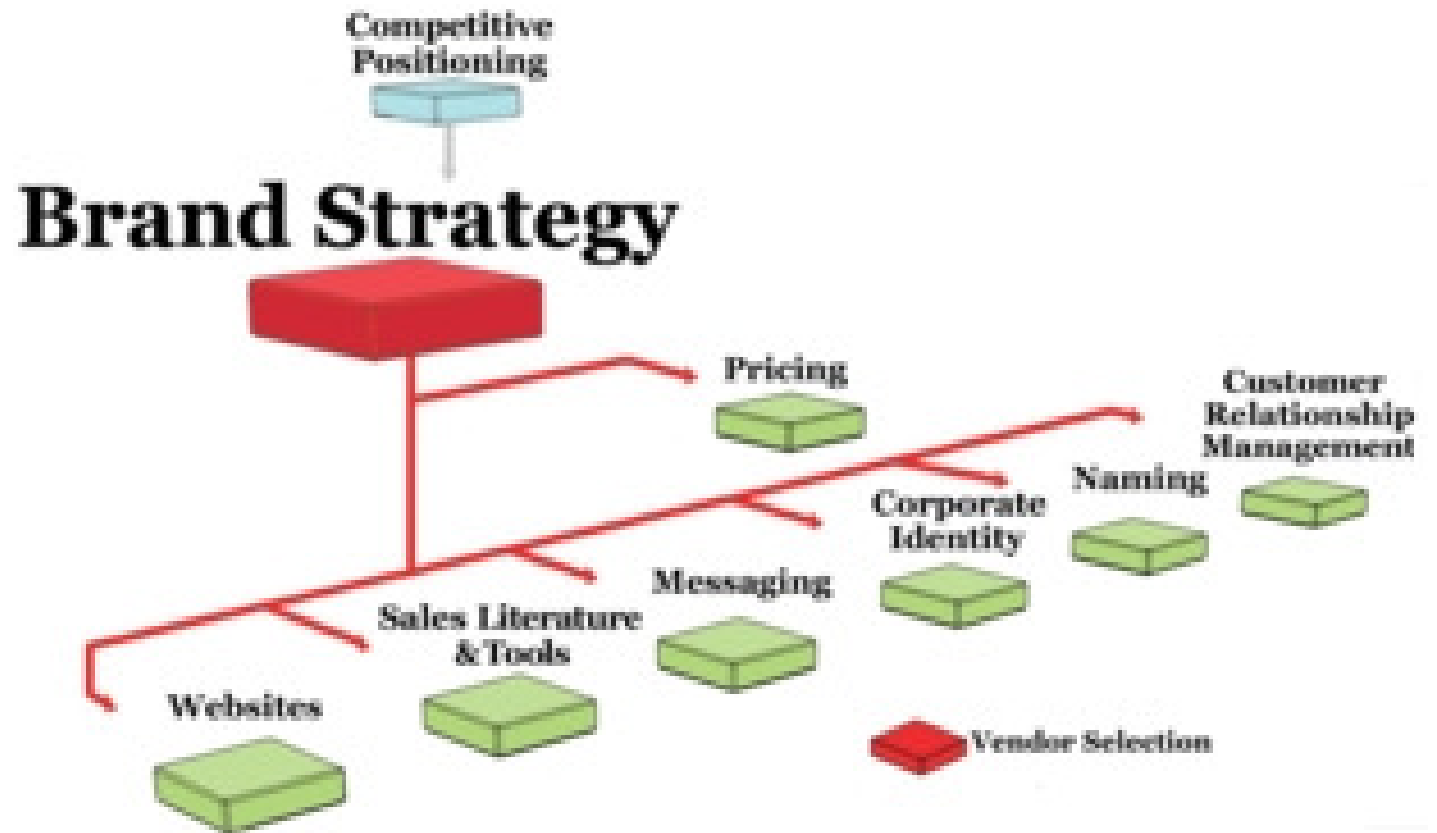 Competitive
Positioning
Brand Strategy
Pricing
Customer
Relationship
Management
Naming
Corporate
Identity
Messaging
Sales Literature
& Tools
Websites
Vendor Selection